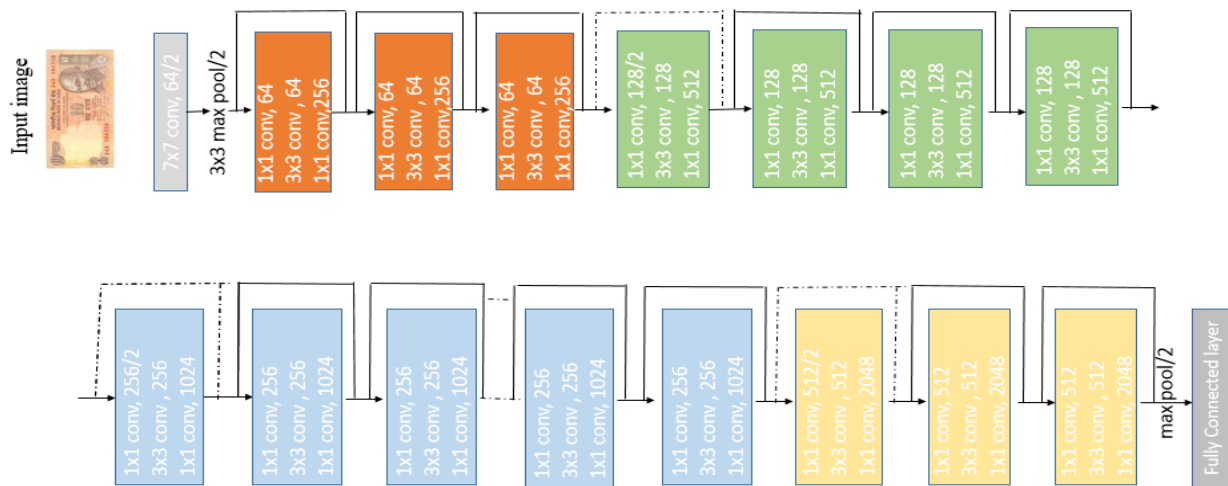 Input image
7x7 conv, 64/2
3x3 max pool/2
1x1 conv, 64
3x3 conv , 64
1x1 conv,256
1x1 conv, 64
3x3 conv , 64
1x1 conv,256
1x1 conv, 64
3x3 conv , 64
1x1 conv,256
1x1 conv, 128/2
3x3 conv , 128
1x1 conv, 512
1x1 conv, 128
3x3 conv , 128
1x1 conv, 512
1x1 conv, 128
3x3 conv , 128
1x1 conv, 512
1x1 conv, 128
3x3 conv , 128
1x1 conv, 512
1x1 conv, 256/2
3x3 conv , 256
1x1 conv, 1024
1x1 conv, 256
3x3 conv , 256
1x1 conv, 1024
1x1 conv, 256
3x3 conv , 256
1x1 conv, 1024
1x1 conv, 256
3x3 conv , 256
1x1 conv, 1024
1x1 conv, 256
3x3 conv , 256
1x1 conv, 1024
1x1 conv, 512/2
3x3 conv , 512
1x1 conv, 2048
1x1 conv, 512
3x3 conv , 512
1x1 conv, 2048
1x1 conv, 512
3x3 conv , 512
1x1 conv, 2048
max pool/2
Fully Connected layer